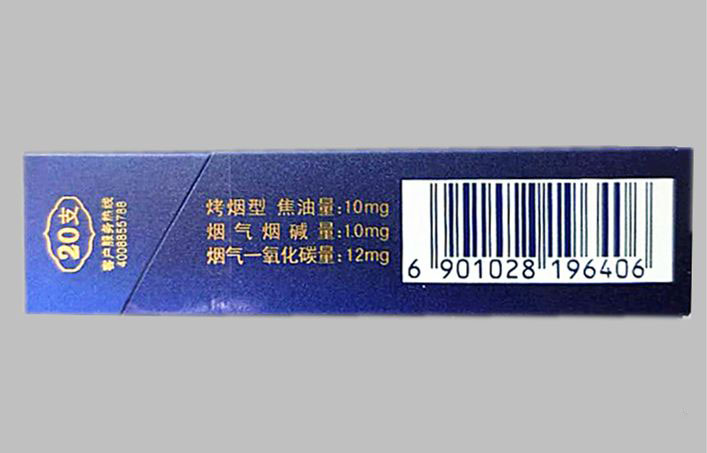 20支
客户服务热线
4008855788
烤烟型 焦油量:10mg
烟气烟碱量:1.0mg
烟气一氧化碳量:12mg
6 901028 196406